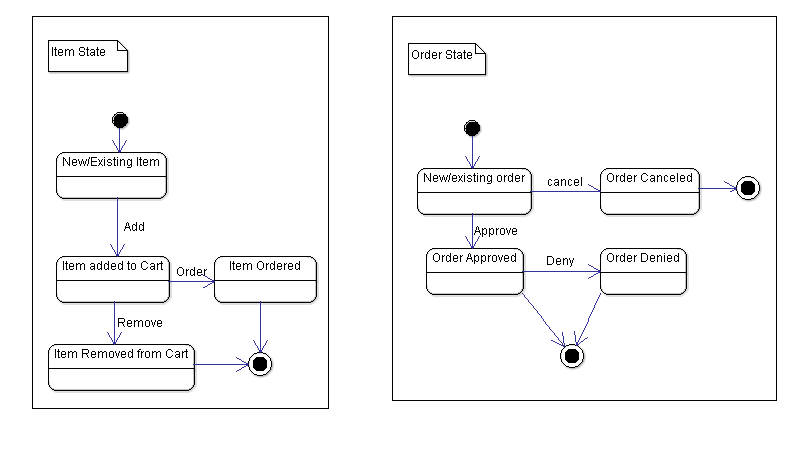 Item State
New/Existing Item
Add
Item added to Cart
Order
Item Ordered
Remove
Item Removed from Cart
Order State
New/existing order
cancel
Order Canceled
Approve
Order Approved
Deny
Order Denied